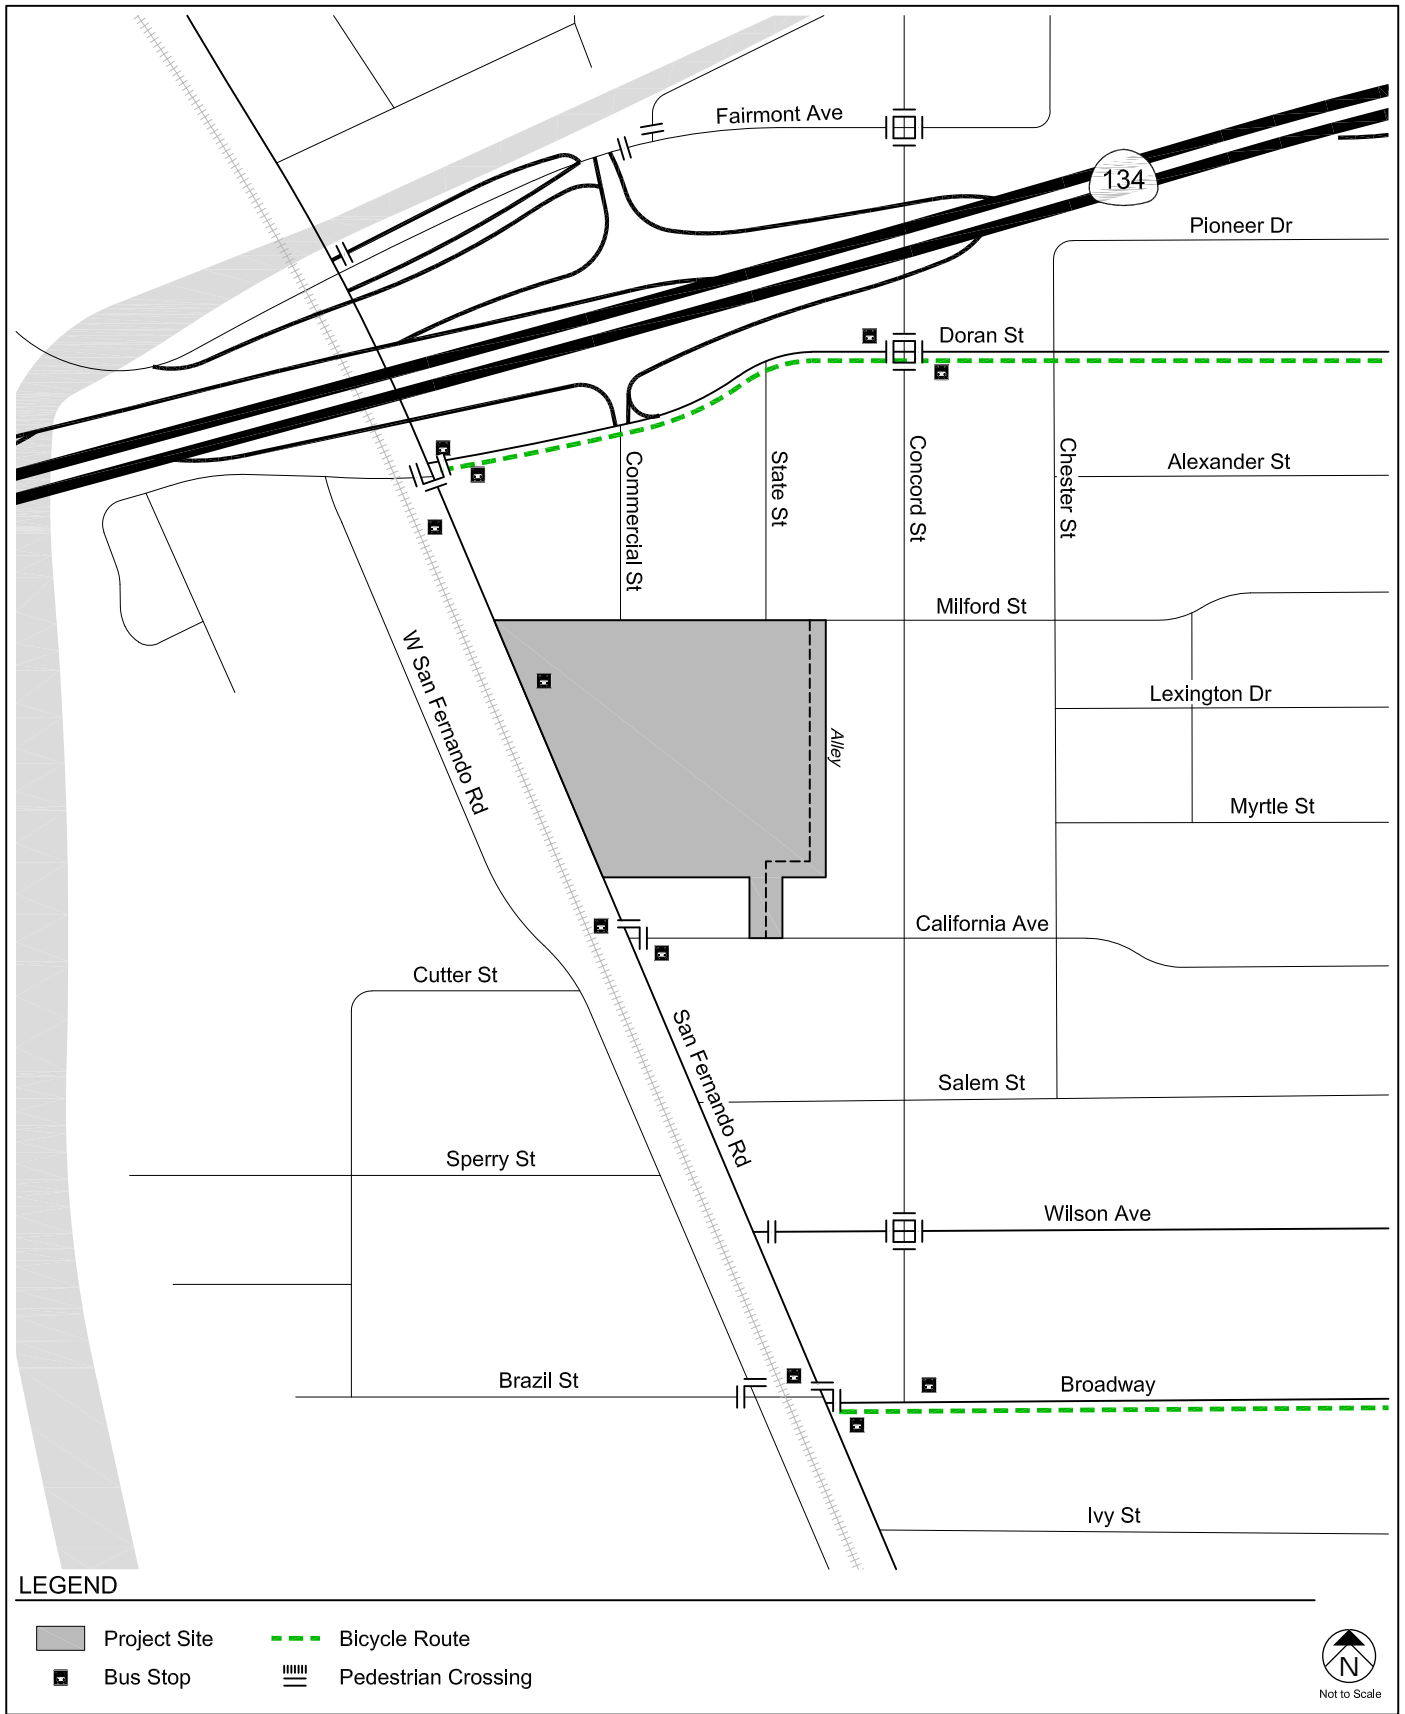 Fairmont Ave
134
Pioneer Dr
Doran St
Commercial St
State St
Concord St
Chester St
Alexander St
Milford St
W San Fernando Rd
Lexington Dr
Alley
Myrtle St
California Ave
Cutter St
San Fernando Rd
Salem St
Sperry St
Wilson Ave
Brazil St
Broadway
Ivy St
LEGEND
Project Site
Bicycle Route
Bus Stop
Pedestrian Crossing
N
Not to Scale